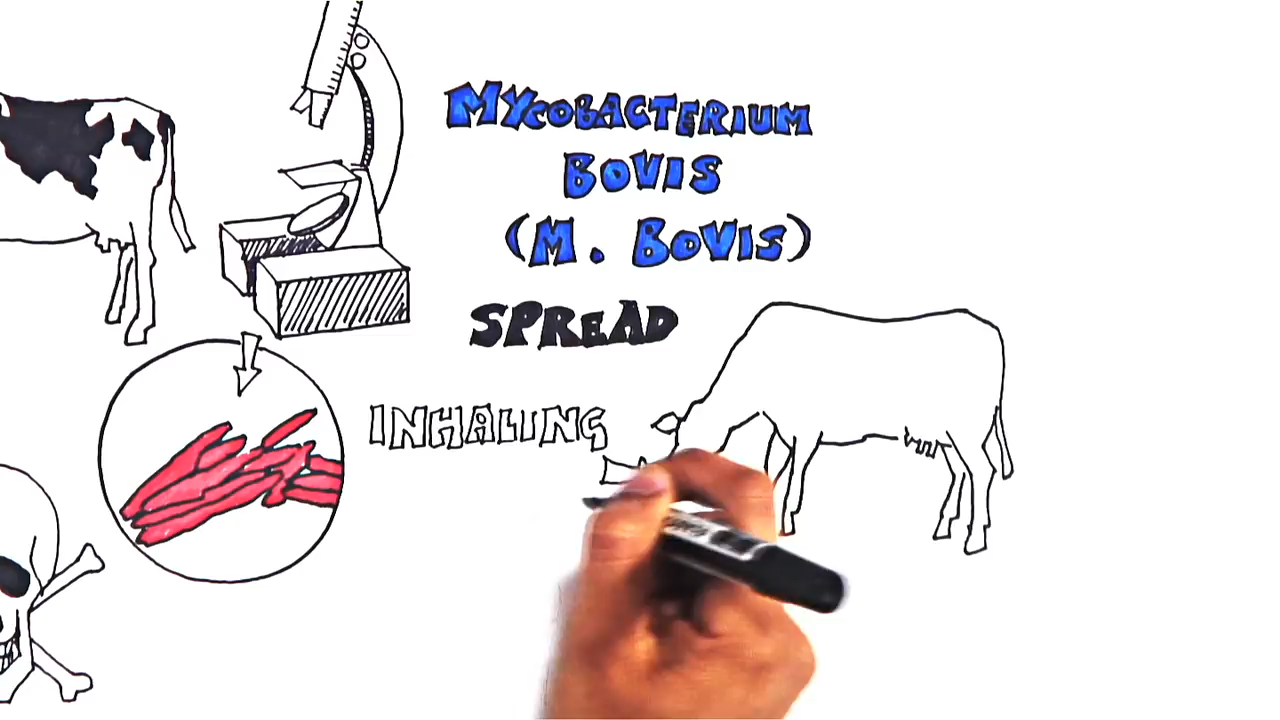 MYCOBACTERIUM
BOVIS
(M. BOVIS)
SPREAD
INHALING